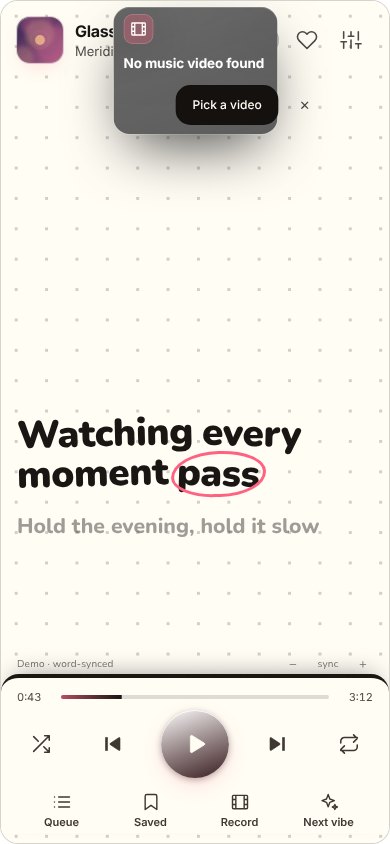 Glass
Meridi
No music video found
Pick a video
Watching every
moment pass
Hold the evening, hold it slow
Demo · word-synced
− sync +
0:43
3:12
Queue
Saved
Record
Next vibe